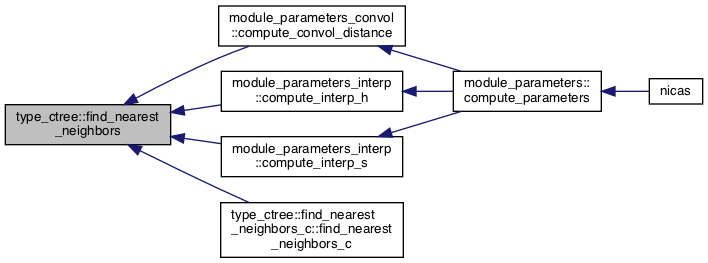 module_parameters_convol
::compute_convol_distance
module_parameters_interp
::compute_interp_h
module_parameters::
compute_parameters
nicas
type_ctree::find_nearest
_neighbors
module_parameters_interp
::compute_interp_s
type_ctree::find_nearest
_neighbors_c::find_nearest
_neighbors_c